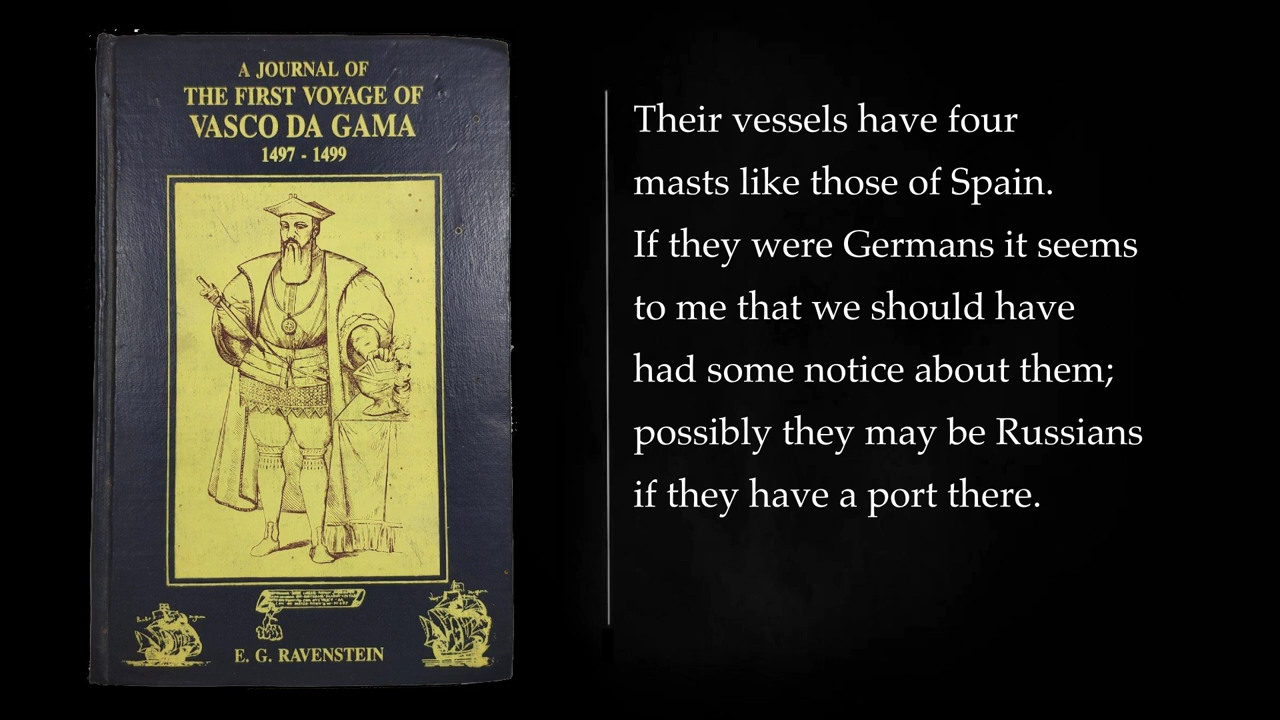 A JOURNAL OF
THE FIRST VOYAGE OF
VASCO DA GAMA
1497 - 1499
E. G. RAVENSTEIN
Their vessels have four
masts like those of Spain.
If they were Germans it seems
to me that we should have
had some notice about them;
possibly they may be Russians
if they have a port there.